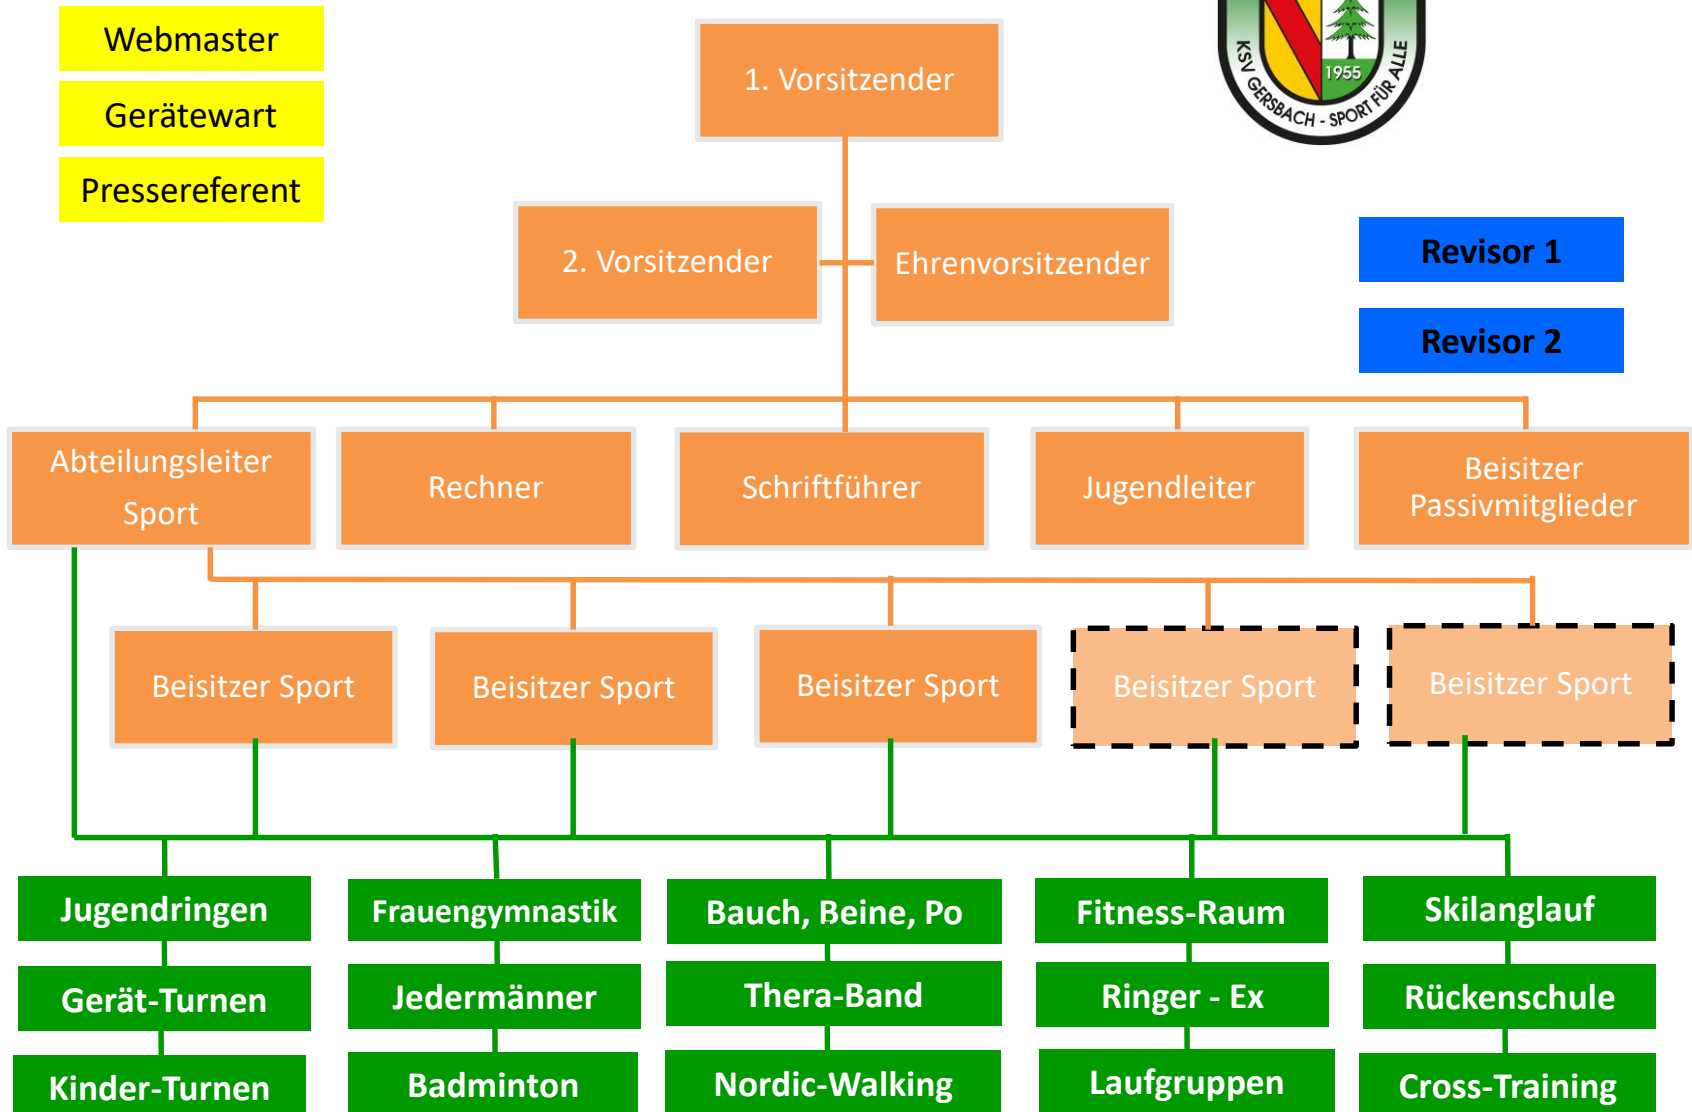 Webmaster
Gerätewart
Pressereferent
1. Vorsitzender
1955
KSV GERSBACH - SPORT FÜR ALLE
2. Vorsitzender
Ehrenvorsitzender
Revisor 1
Revisor 2
Abteilungsleiter
Sport
Rechner
Schriftführer
Jugendleiter
Beisitzer
Passivmitglieder
Beisitzer Sport
Beisitzer Sport
Beisitzer Sport
Beisitzer Sport
Beisitzer Sport
Jugendringen
Frauengymnastik
Bauch, Beine, Po
Fitness-Raum
Skilanglauf
Gerät-Turnen
Jedermänner
Thera-Band
Ringer - Ex
Rückenschule
Kinder-Turnen
Badminton
Nordic-Walking
Laufgruppen
Cross-Training